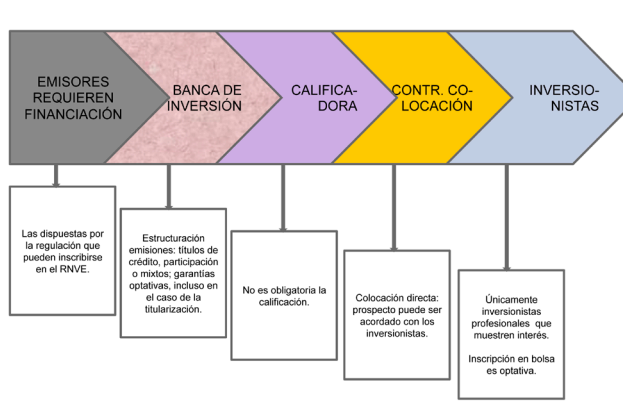 EMISORES
REQUIEREN
FINANCIACIÓN
BANCA DE
INVERSIÓN
CALIFICA-
DORA
CONTR. CO-
LOCACIÓN
INVERSIO-
NISTAS
Las dispuestas por
la regulación que
pueden inscribirse
en el RNVE.
Estructuración
emisiones: títulos de
crédito, participación
o mixtos; garantías
optativas, incluso en
el caso de la
titularización.
No es obligatoria la
calificación.
Colocación directa:
prospecto puede ser
acordado con los
inversionistas.
Únicamente
inversionistas
profesionales que
muestren interés.
Inscripción en bolsa
es optativa.